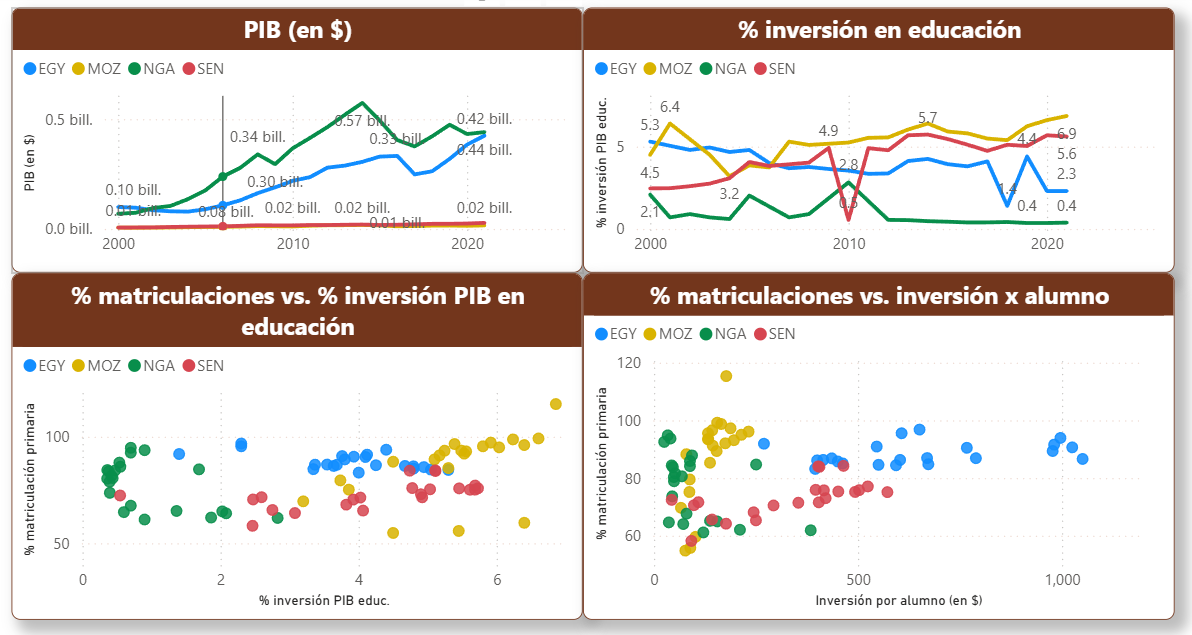 PIB (en $)
EGY MOZ NGA SEN
PIB (en $)
0.5 bill.
0.0 bill.
0.10 bill.
0.01 bill.
0.08 bill.
0.34 bill.
0.30 bill.
0.02 bill.
0.57 bill.
0.33 bill.
0.02 bill.
0.01 bill.
0.42 bill.
0.44 bill.
0.02 bill.
2000 2010 2020
% inversión en educación
EGY MOZ NGA SEN
% inversión PIB educ.
5
0
5.3
6.4
4.5
2.1
3.2
4.9
2.8
5.7
1.4
4.4
0.4
6.9
5.6
2.3
0.4
2000 2010 2020
% matriculaciones vs. % inversión PIB en
educación
EGY MOZ NGA SEN
% matriculación primaria
100
50
0 2 4 6
% inversión PIB educ.
% matriculaciones vs. inversión x alumno
EGY MOZ NGA SEN
% matriculación primaria
120
100
80
60
0 500 1,000
Inversión por alumno (en $)